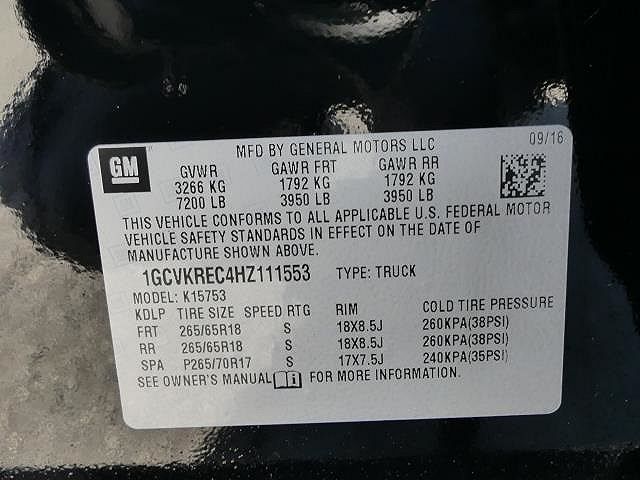 MFD BY GENERAL MOTORS LLC 09/16
GM
GVWR GAWR FRT GAWR RR
3266 KG 1792 KG 1792 KG
7200 LB 3950 LB 3950 LB
THIS VEHICLE CONFORMS TO ALL APPLICABLE U.S. FEDERAL MOTOR
VEHICLE SAFETY STANDARDS IN EFFECT ON THE DATE OF
MANUFACTURE SHOWN ABOVE.
1GCVKREC4HZ111553 TYPE: TRUCK
MODEL: K15753
KDLP TIRE SIZE SPEED RTG RIM COLD TIRE PRESSURE
FRT 265/65R18 S 18X8.5J 260KPA(38PSI)
RR 265/65R18 S 18X8.5J 260KPA(38PSI)
SPA P265/70R17 S 17X7.5J 240KPA(35PSI)
SEE OWNER'S MANUAL i FOR MORE INFORMATION.